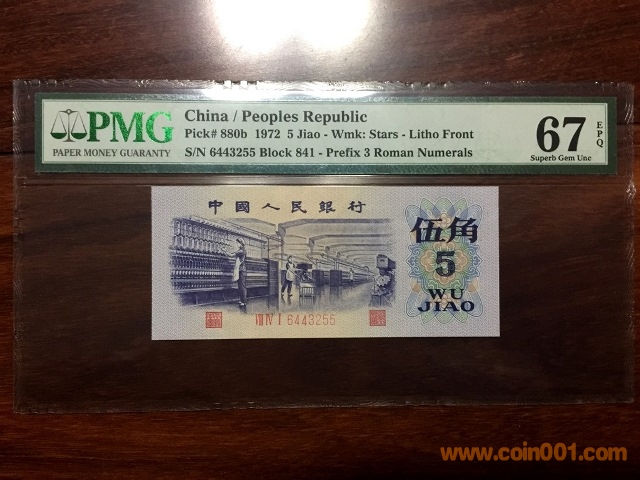 PMG
PAPER MONEY GUARANTY
China / Peoples Republic
Pick# 880b 1972 5 Jiao - Wmk: Stars - Litho Front
S/N 6443255 Block 841 - Prefix 3 Roman Numerals
67
EPQ
Superb Gem Unc
中國人民銀行
伍角
5
WU
JIAO
VIII IV I 6443255
www.coin001.com